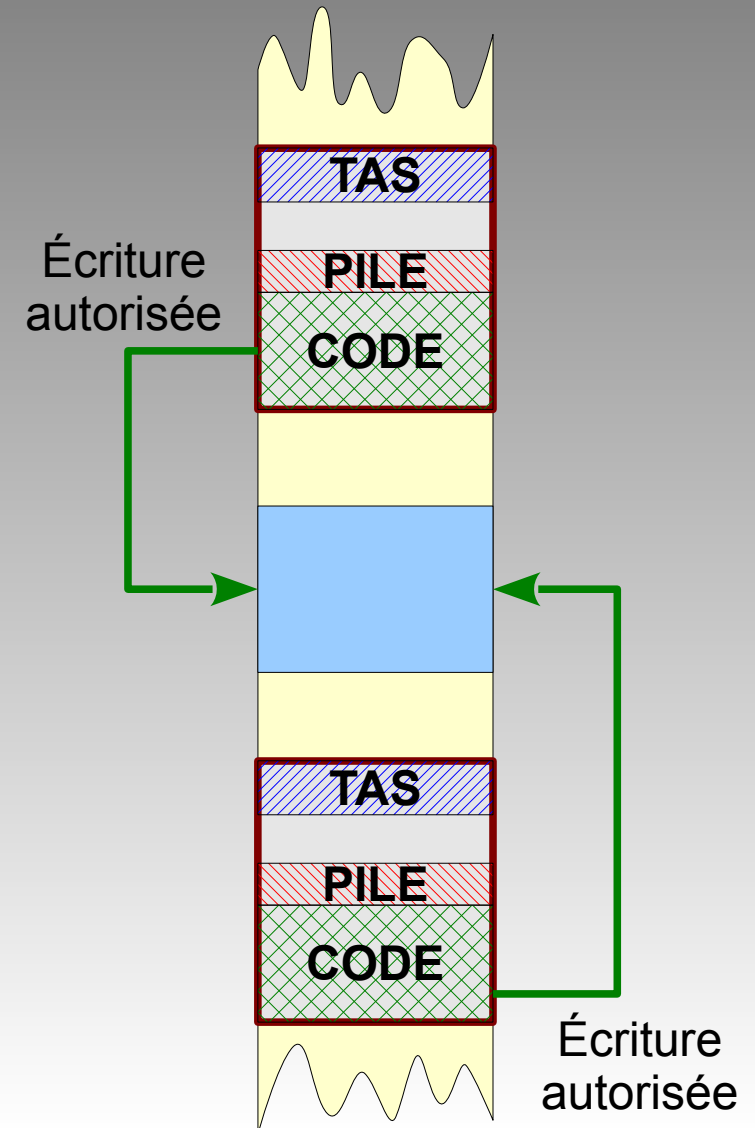 TAS
Écriture
autorisée
PILE
CODE
TAS
PILE
CODE
Écriture
autorisée